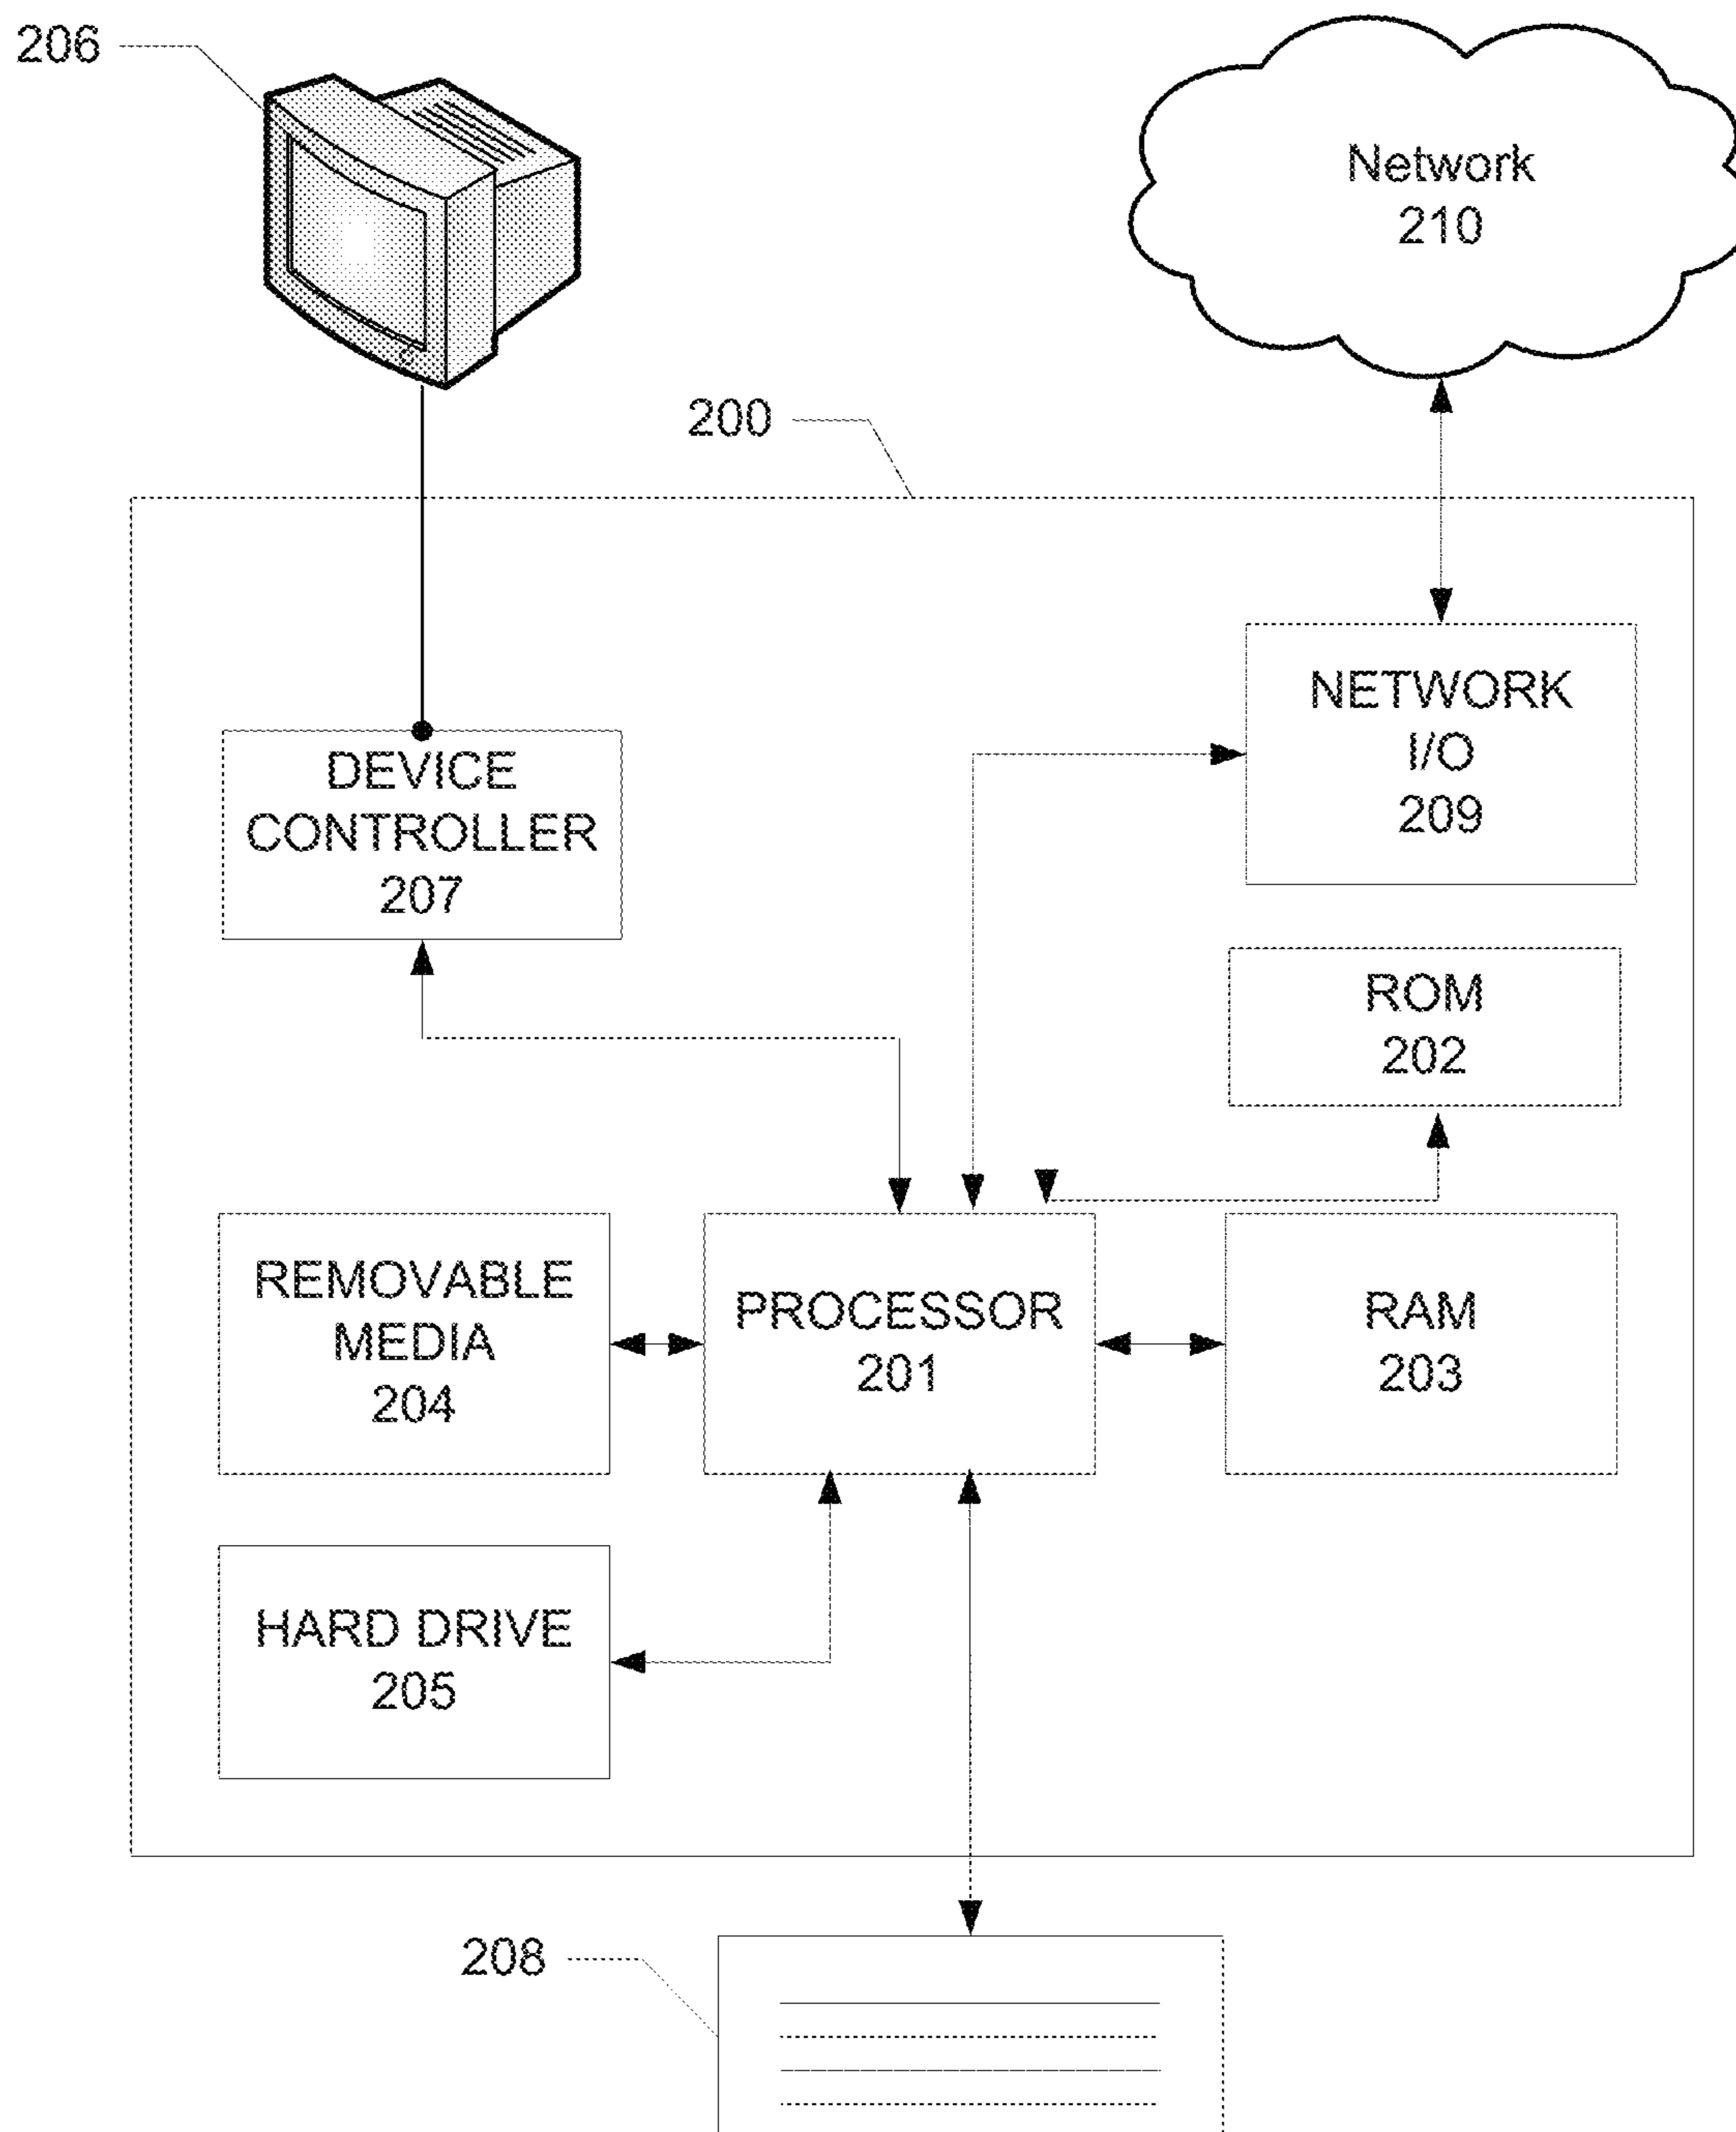 206
Network
210
200
NETWORK
I/O
209
DEVICE
CONTROLLER
207
ROM
202
REMOVABLE
MEDIA
204
PROCESSOR
201
RAM
203
HARD DRIVE
205
208